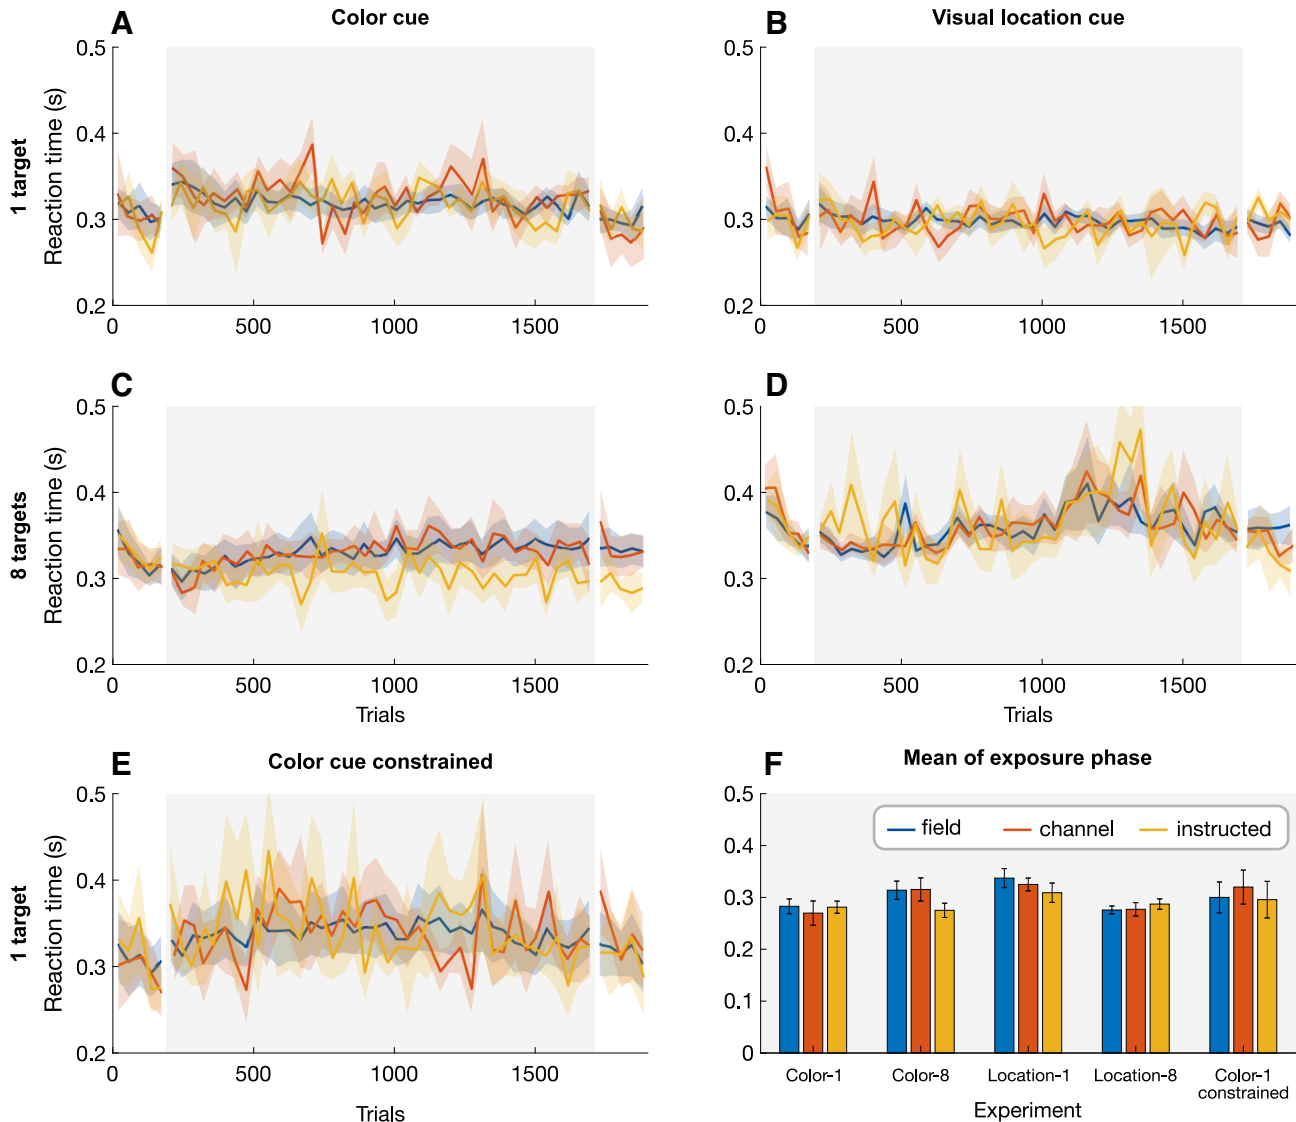 A
Color cue
0.5
0.4
0.3
0.2
Reaction time (s)
1 target
0
500
1000
1500
B
Visual location cue
0.5
0.4
0.3
0.2
0
500
1000
1500
C
0.5
0.4
0.3
0.2
Reaction time (s)
8 targets
0
500
1000
1500
Trials
D
0.5
0.4
0.3
0.2
0
500
1000
1500
Trials
E
Color cue constrained
0.5
0.4
0.3
0.2
Reaction time (s)
1 target
0
500
1000
1500
Trials
F
Mean of exposure phase
0.5
0.4
0.3
0.2
0.1
0
field
channel
instructed
Color-1
Color-8
Location-1
Location-8
Color-1
constrained
Experiment